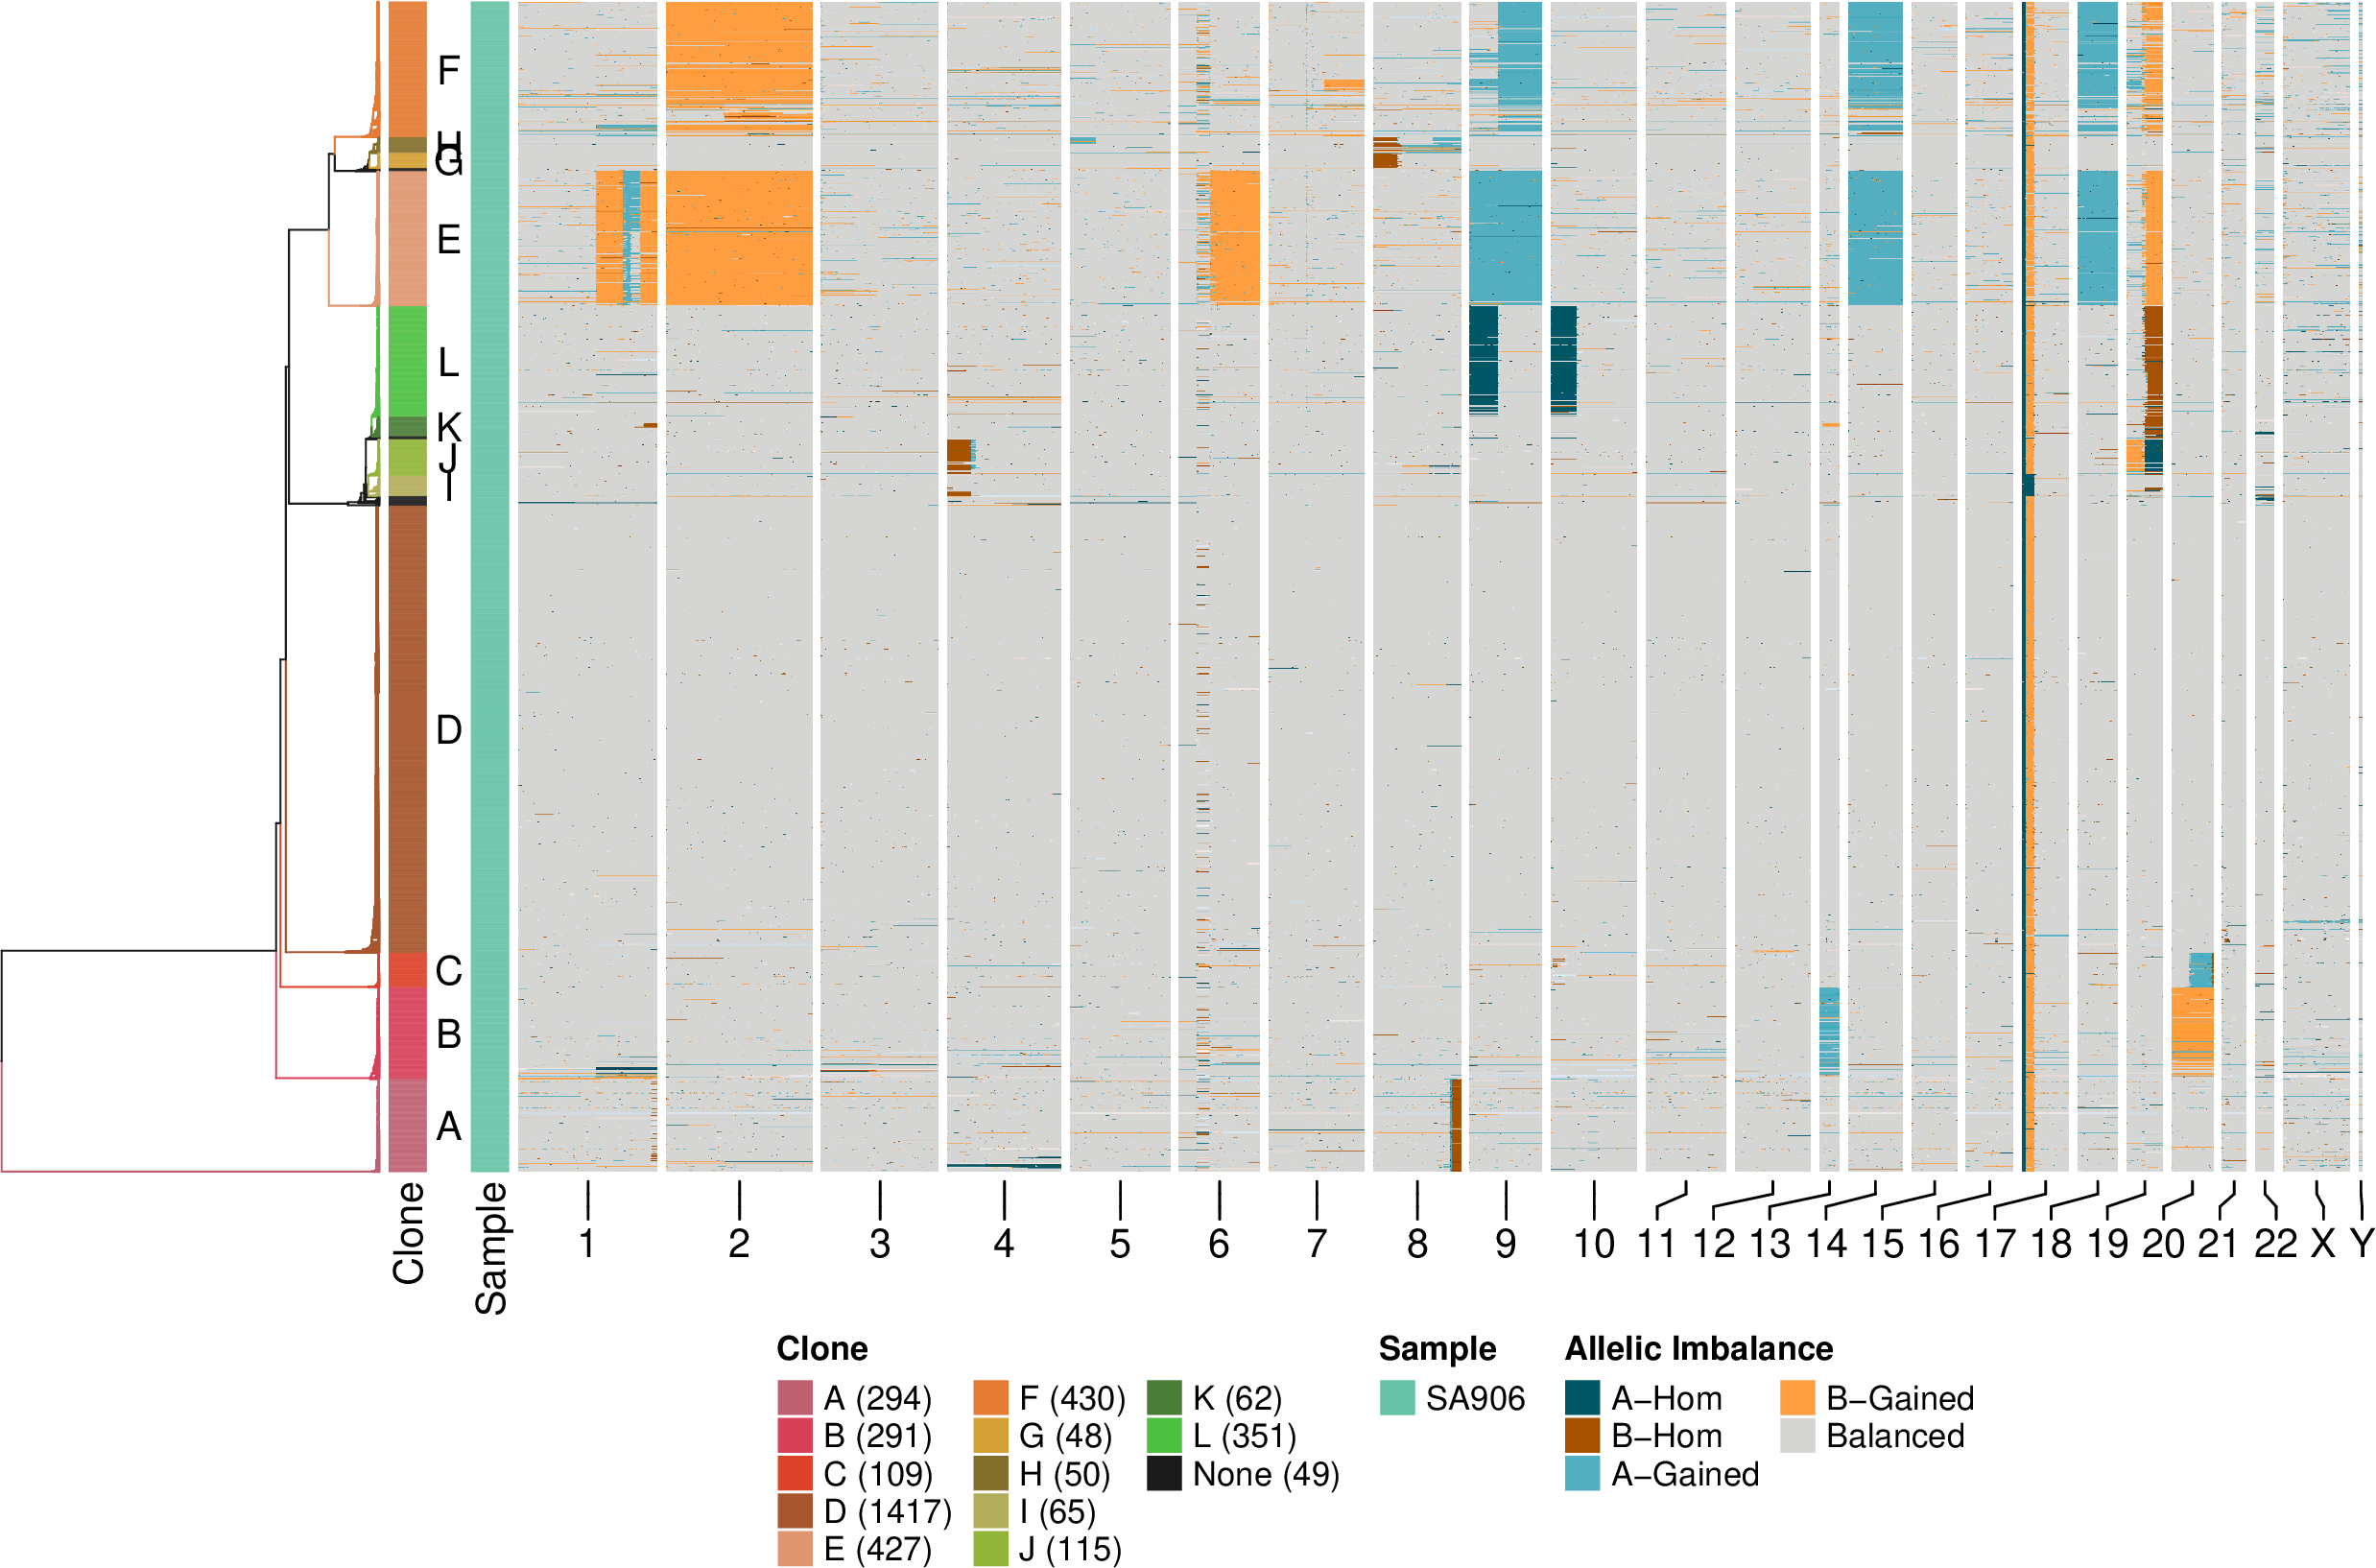 F
H
G
E
L
K
J
I
D
C
B
A
Clone
Sample
1 2 3 4 5 6 7 8 9 10 11 12 13 14 15 16 17 18 19 20 21 22 X Y
Clone
A (294)
B (291)
C (109)
D (1417)
E (427)
F (430)
G (48)
H (50)
I (65)
J (115)
K (62)
L (351)
None (49)
Sample
SA906
Allelic Imbalance
A−Hom
B−Hom
A−Gained
B−Gained
Balanced